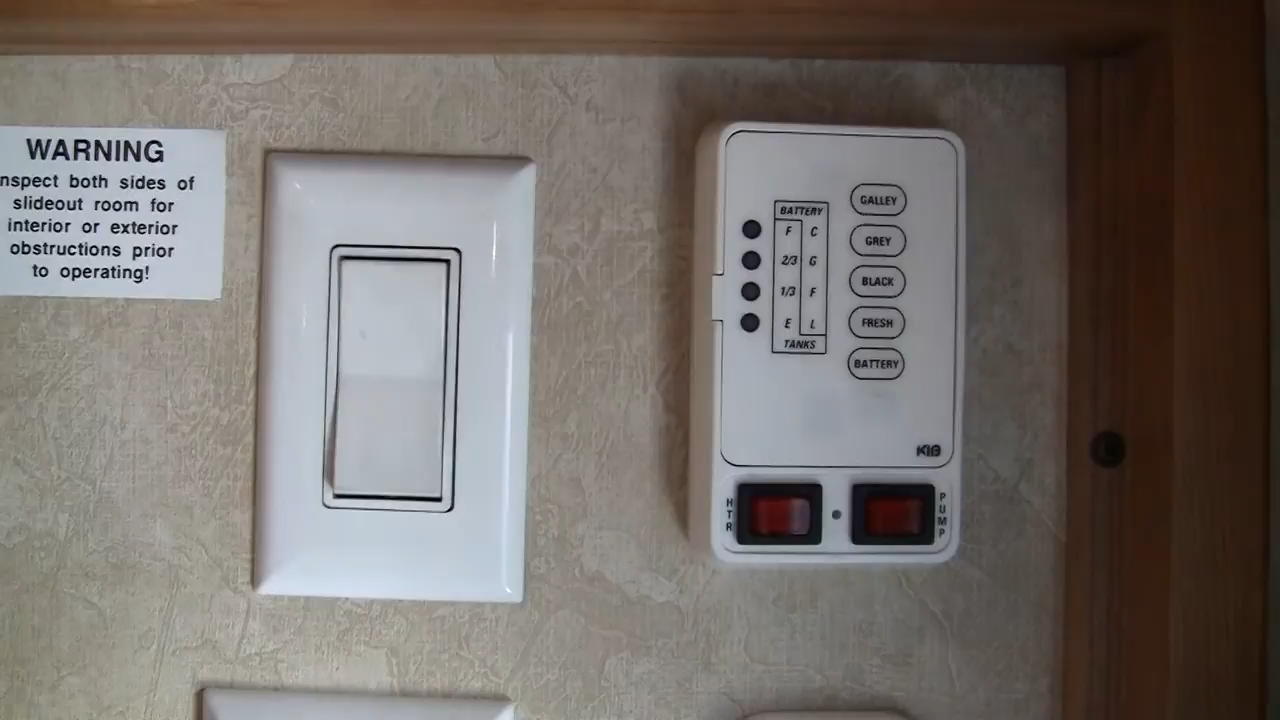 WARNING
nspect both sides of
slideout room for
interior or exterior
obstructions prior
to operating!
BATTERY
F C
2/3 G
1/3 F
E L
TANKS
GALLEY
GREY
BLACK
FRESH
BATTERY
KIB
HTR
PUMP